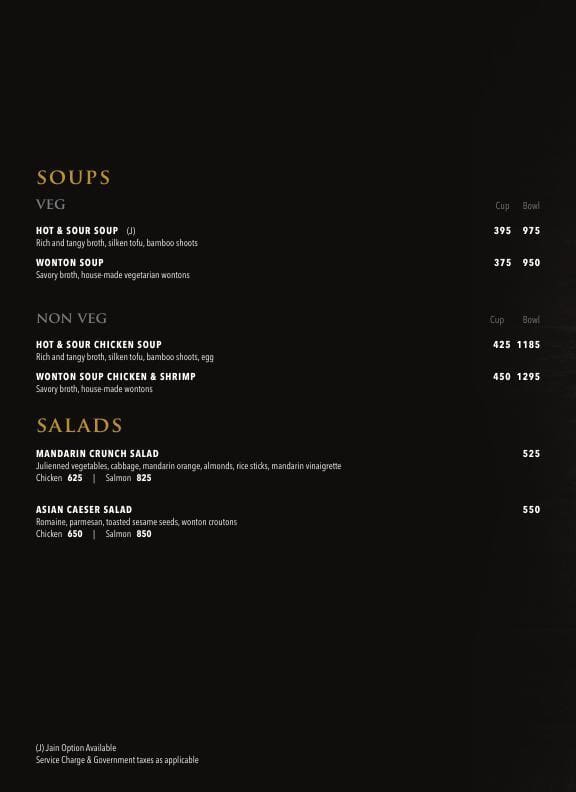 SOUPS
VEG Cup Bowl
HOT & SOUR SOUP (J) 395 975
Rich and tangy broth, silken tofu, bamboo shoots
WONTON SOUP 375 950
Savory broth, house-made vegetarian wontons
NON VEG Cup Bowl
HOT & SOUR CHICKEN SOUP 425 1185
Rich and tangy broth, silken tofu, bamboo shoots, egg
WONTON SOUP CHICKEN & SHRIMP 450 1295
Savory broth, house-made wontons
SALADS
MANDARIN CRUNCH SALAD 525
Julienned vegetables, cabbage, mandarin orange, almonds, rice sticks, mandarin vinaigrette
Chicken 625 | Salmon 825
ASIAN CAESER SALAD 550
Romaine, parmesan, toasted sesame seeds, wonton croutons
Chicken 650 | Salmon 850
(J) Jain Option Available
Service Charge & Government taxes as applicable